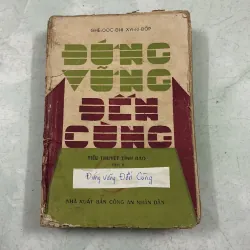 ĐỨNG
VỮNG
ĐẾN
CÙNG
TIỂU THUYẾT TÌNH BÁO
Đứng vững Đến Cùng
NHÀ XUẤT BẢN CÔNG AN NHÂN DÂN